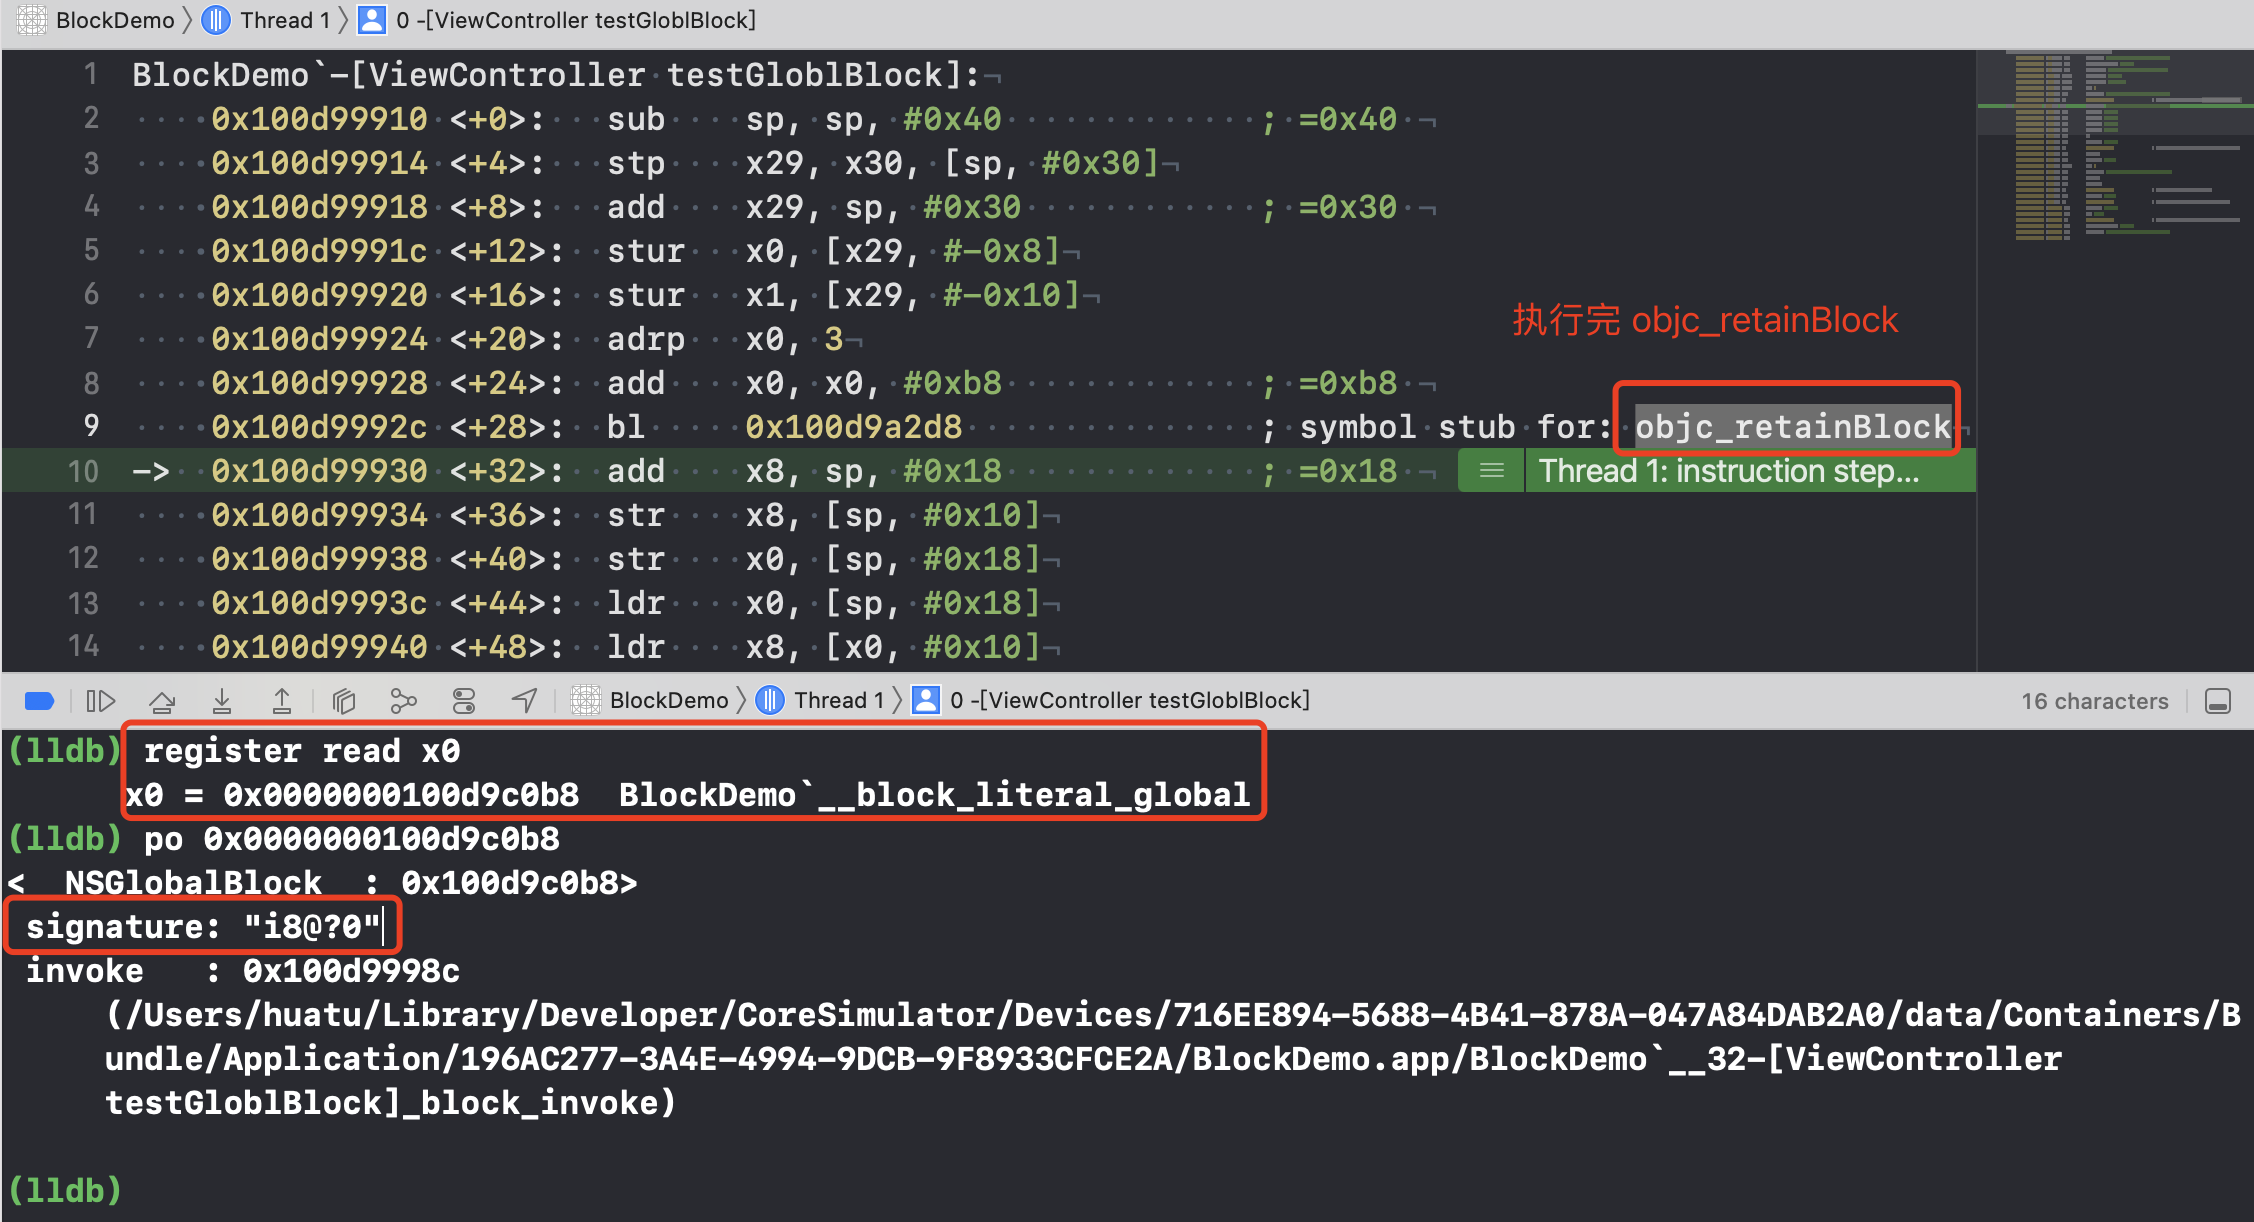 BlockDemo 〉 Thread 1 〉 0 -[ViewController testGloblBlock]
1 BlockDemo`-[ViewController testGloblBlock]:
2 0x100d99910 <+0>: sub sp, sp, #0x40 ; =0x40
3 0x100d99914 <+4>: stp x29, x30, [sp, #0x30]
4 0x100d99918 <+8>: add x29, sp, #0x30 ; =0x30
5 0x100d9991c <+12>: stur x0, [x29, #-0x8]
6 0x100d99920 <+16>: stur x1, [x29, #-0x10]
执行完 objc_retainBlock
7 0x100d99924 <+20>: adrp x0, 3
8 0x100d99928 <+24>: add x0, x0, #0xb8 ; =0xb8
9 0x100d9992c <+28>: bl 0x100d9a2d8 ; symbol stub for: objc_retainBlock
10 -> 0x100d99930 <+32>: add x8, sp, #0x18 ; =0x18 Thread 1: instruction step...
11 0x100d99934 <+36>: str x8, [sp, #0x10]
12 0x100d99938 <+40>: str x0, [sp, #0x18]
13 0x100d9993c <+44>: ldr x0, [sp, #0x18]
14 0x100d99940 <+48>: ldr x8, [x0, #0x10]
BlockDemo 〉 Thread 1 〉 0 -[ViewController testGloblBlock] 16 characters
(lldb) register read x0
x0 = 0x0000000100d9c0b8 BlockDemo`__block_literal_global
(lldb) po 0x0000000100d9c0b8
<__NSGlobalBlock__: 0x100d9c0b8>
signature: "i8@?0"
invoke : 0x100d9998c
(/Users/huatu/Library/Developer/CoreSimulator/Devices/716EE894-5688-4B41-878A-047A84DAB2A0/data/Containers/B
undle/Application/196AC277-3A4E-4994-9DCB-9F8933CFCE2A/BlockDemo.app/BlockDemo`__32-[ViewController
testGloblBlock]_block_invoke)
(lldb)